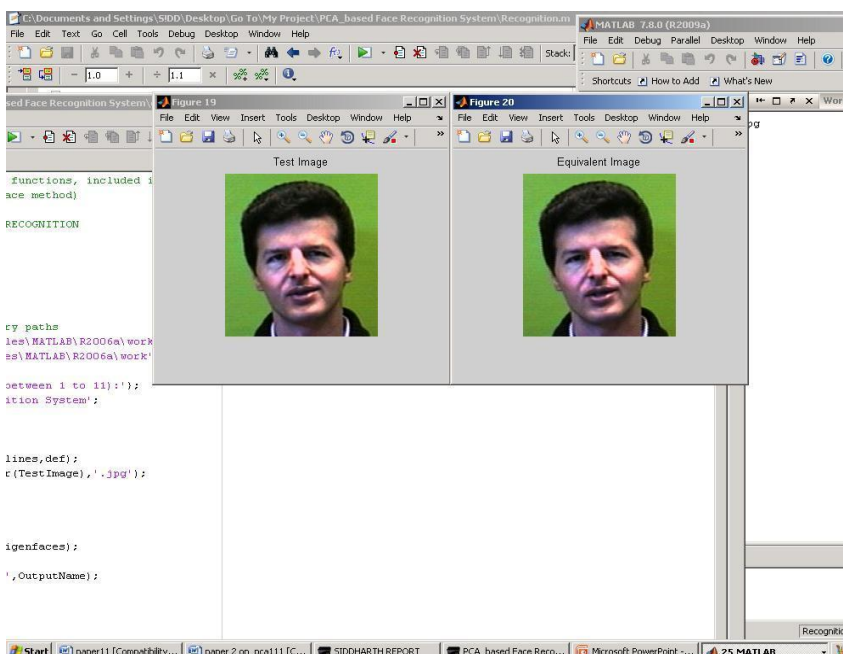 C:\Documents and Settings\SIDD\Desktop\Go To\My Project\PCA_based Face Recognition System\Recognition.m
File Edit Text Go Cell Tools Debug Desktop Window Help
Stack:
1.0
1.1
MATLAB 7.8.0 (R2009a)
File Edit Debug Parallel Desktop Window Help
Shortcuts How to Add What's New
sed Face Recognition System\
Figure 19
File Edit View Insert Tools Desktop Window Help
Test Image
Figure 20
File Edit View Insert Tools Desktop Window Help
Equivalent Image
Wor
pg
functions, included i
ace method)
RECOGNITION
ry paths
les\MATLAB\R2006a\work
es\MATLAB\R2006a\work'
between 1 to 11):');
ition System';
lines,def);
r(TestImage),'.jpg');
igenfaces);
',OutputName);
Recognitio
Start
paper11 [Compatibility...
paper 2 on pca111 [C...
SIDDHARTH REPORT
PCA_based Face Reco...
Microsoft PowerPoint -...
25 MATLAB